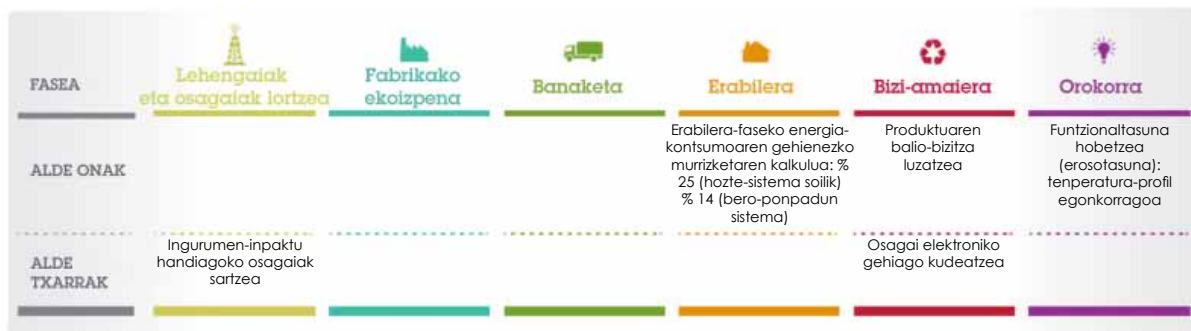 FASEA
Lehengaiak
eta osagaiak lortzea
Fabrikako
ekoizpena
Banaketa
Erabilera
Bizi-amaiera
Orokorra
ALDE ONAK
Erabilera-faseko energia-
kontsumoaren gehienezko
murrizketaren kalkulua: %
25 (hozte-sistema soilik)
% 14 (bero-ponpadun
sistema)
Produktuaren
balio-bizitza
luzatzea
Funtzionaltasuna
hobetzea
(erosotasuna):
tenperatura-profil
egonkorragoa
ALDE
TXARRAK
Ingurumen-inpaktu
handiagoko osagaiak
sartzea
Osagai elektroniko
gehiago kudeatzea